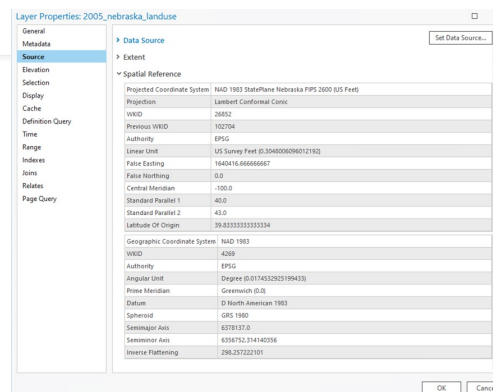 Layer Properties: 2005_nebraska_landuse
General
Metadata
Source
Elevation
Selection
Display
Cache
Definition Query
Time
Range
Indexes
Joins
Relates
Page Query
Data Source
Set Data Source...
Extent
Spatial Reference
Projected Coordinate System NAD 1983 StatePlane Nebraska FIPS 2600 (US Feet)
Projection Lambert Conformal Conic
WKID 26852
Previous WKID 102704
Authority EPSG
Linear Unit US Survey Feet (0.3048006096012192)
False Easting 1640416.666666667
False Northing 0.0
Central Meridian -100.0
Standard Parallel 1 40.0
Standard Parallel 2 43.0
Latitude Of Origin 39.83333333333334
Geographic Coordinate System NAD 1983
WKID 4269
Authority EPSG
Angular Unit Degree (0.0174532925199433)
Prime Meridian Greenwich (0.0)
Datum D North American 1983
Spheroid GRS 1980
Semimajor Axis 6378137.0
Semiminor Axis 6356752.314140356
Inverse Flattening 298.257222101
OK Cance